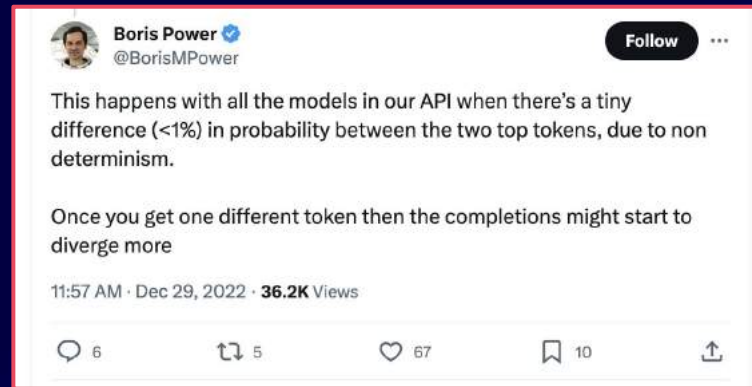 Boris Power
@BorisMPower
Follow
This happens with all the models in our API when there's a tiny
difference (<1%) in probability between the two top tokens, due to non
determinism.
Once you get one different token then the completions might start to
diverge more
11:57 AM · Dec 29, 2022 · 36.2K Views
6 5 67 10